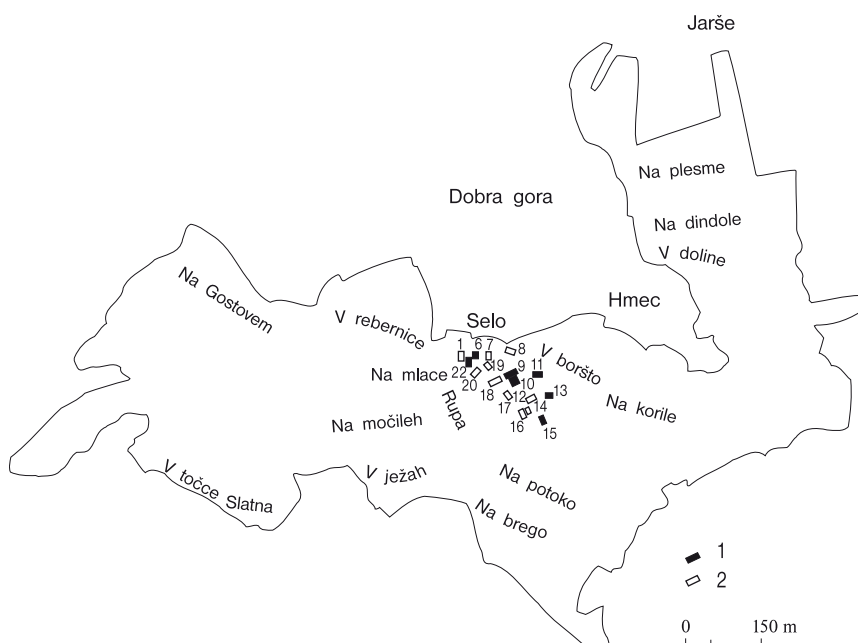 Jarše
Na plesme
Dobra gora
Na dindole
V doline
Na Gostovem
Hmec
V rebernice
Selo
1 6 7 8
V boršto
22 19 9 11
Na mlace
20 18 10
Na korile
Rupa
17 12 14 13
Na močileh
16 15
V točce Slatna
V ježah
Na potoko
Na brego
1
2
0 150 m